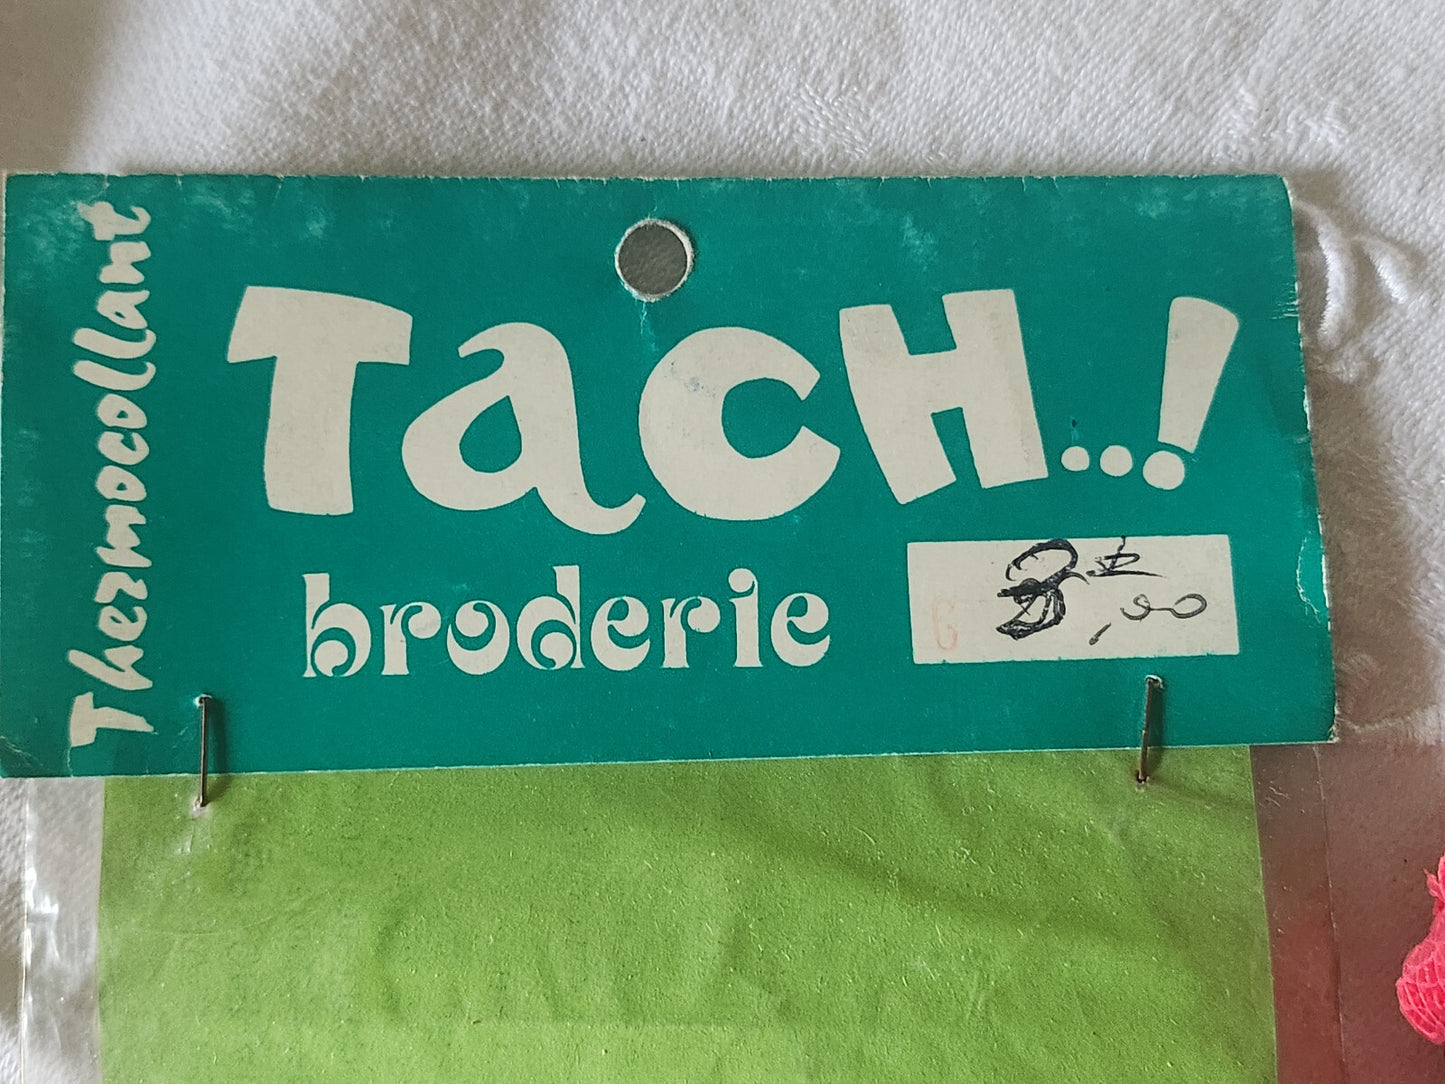 Thermocollant
TACH..!
broderie